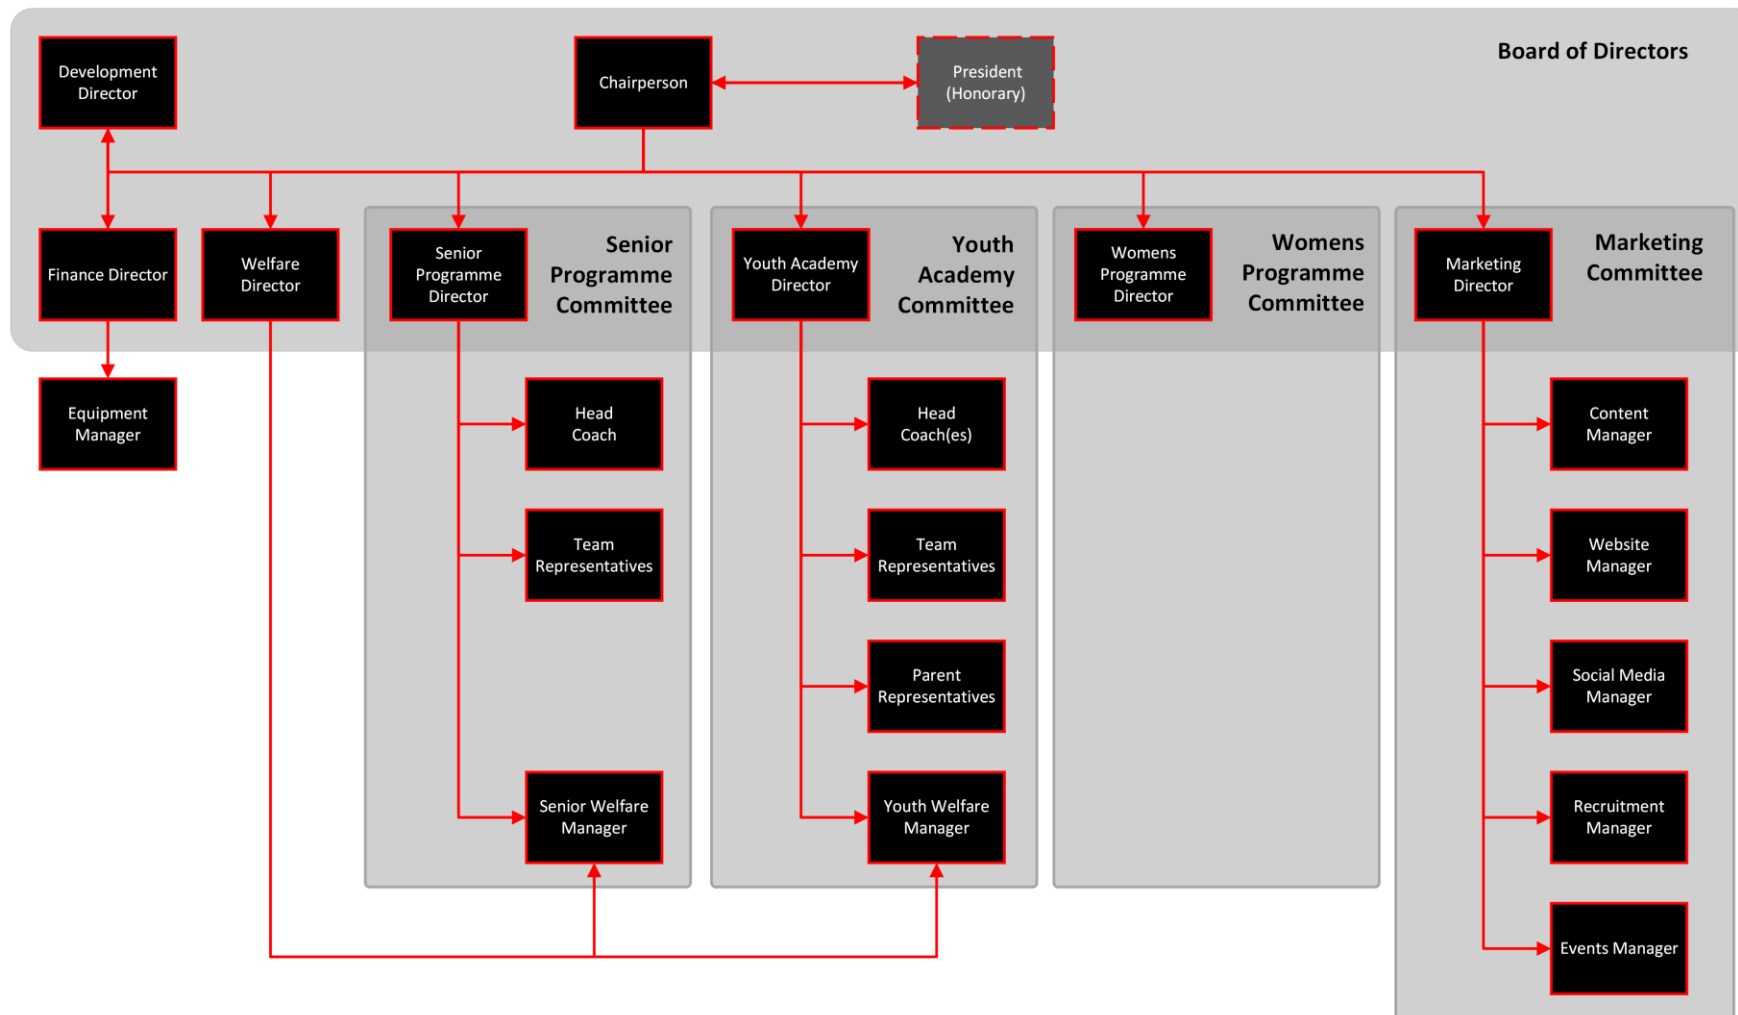 Development
Director
Chairperson
President
(Honorary)
Board of Directors
Finance Director
Welfare
Director
Senior
Programme
Director
Senior
Programme
Committee
Youth Academy
Director
Youth
Academy
Committee
Womens
Programme
Director
Womens
Programme
Committee
Marketing
Director
Marketing
Committee
Equipment
Manager
Head
Coach
Head
Coach(es)
Content
Manager
Team
Representatives
Team
Representatives
Website
Manager
Parent
Representatives
Social Media
Manager
Senior Welfare
Manager
Youth Welfare
Manager
Recruitment
Manager
Events Manager